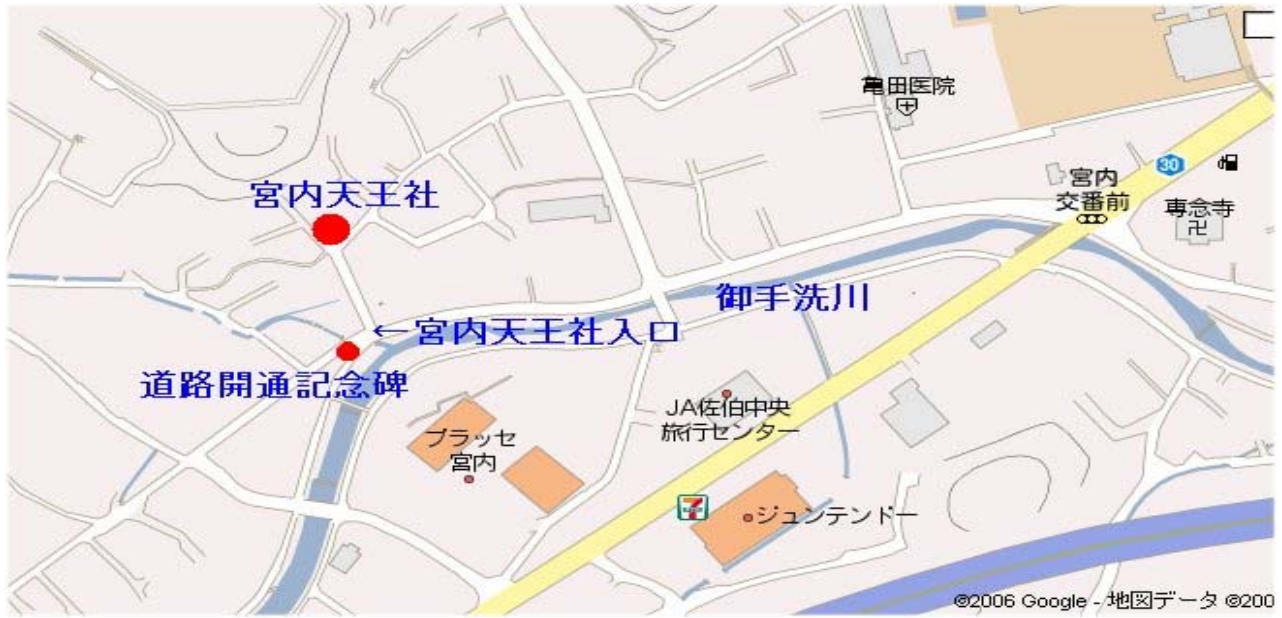 亀田医院
30
宮内
交番前
専念寺
卍
宮内天王社
御手洗川
←宮内天王社入口
道路開通記念碑
JA佐伯中央
旅行センター
プラッセ
宮内
7
ジュンテンドー
©2006 Google - 地図データ ©200